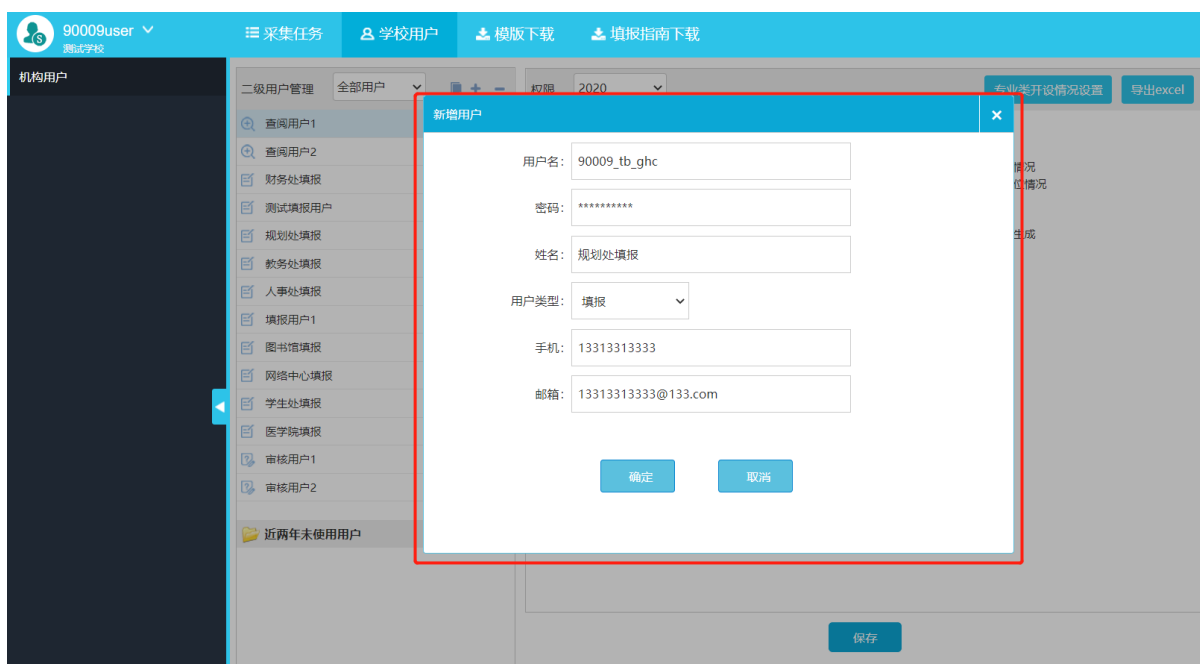 90009user
测试学校
采集任务
学校用户
模版下载
填报指南下载
机构用户
二级用户管理
全部用户
权限
2020
专业类开设情况设置
导出excel
查阅用户1
查阅用户2
财务处填报
测试填报用户
规划处填报
教务处填报
人事处填报
填报用户1
图书馆填报
网络中心填报
学生处填报
医学院填报
审核用户1
审核用户2
近两年未使用用户
新增用户
用户名: 90009_tb_ghc
密码: **********
姓名: 规划处填报
用户类型: 填报
手机: 13313313333
邮箱: 13313313333@133.com
确定
取消
情况
位情况
生成
保存